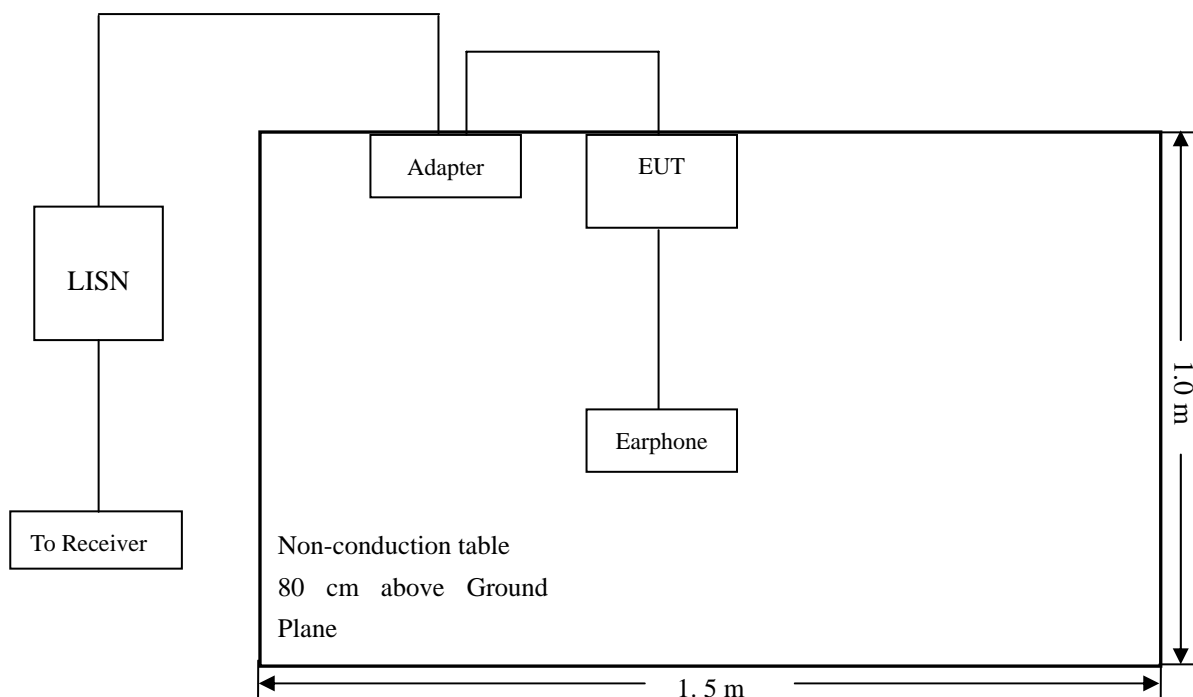 Adapter
EUT
LISN
Earphone
To Receiver
Non-conduction table
80 cm above Ground
Plane
1.0 m
1. 5 m